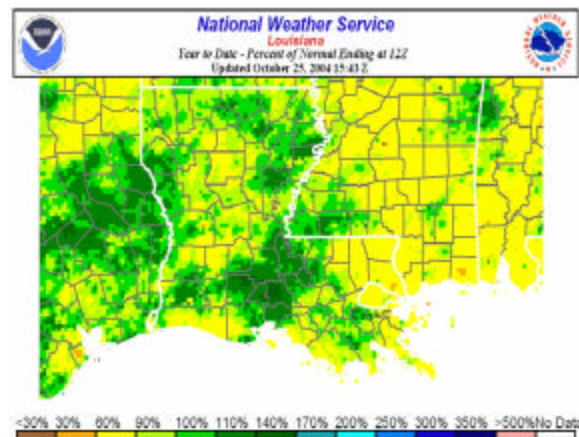 National Weather Service
Louisiana
Year to Date - Percent of Normal Ending at 12Z
Updated October 25, 2004 15:43 Z
<30% 30% 60% 90% 100% 110% 140% 170% 200% 250% 300% 350% >500% No Data